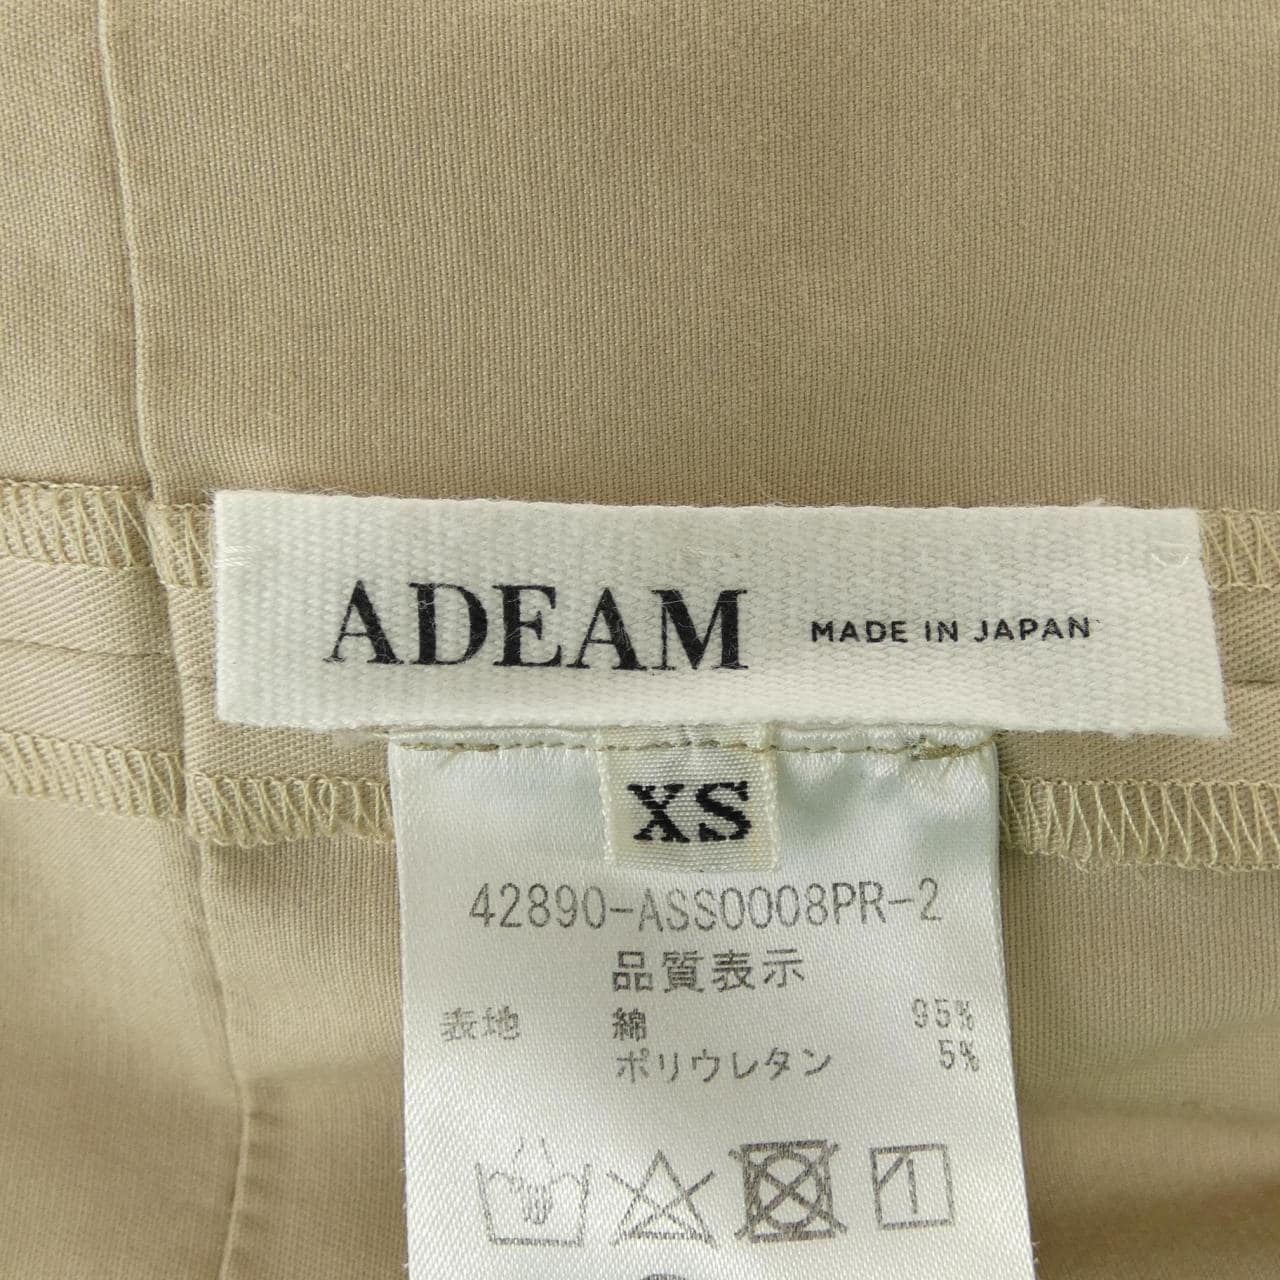 ADEAM MADE IN JAPAN
XS
42890-ASS0008PR-2
品質表示
表地 綿 95%
ポリウレタン 5%